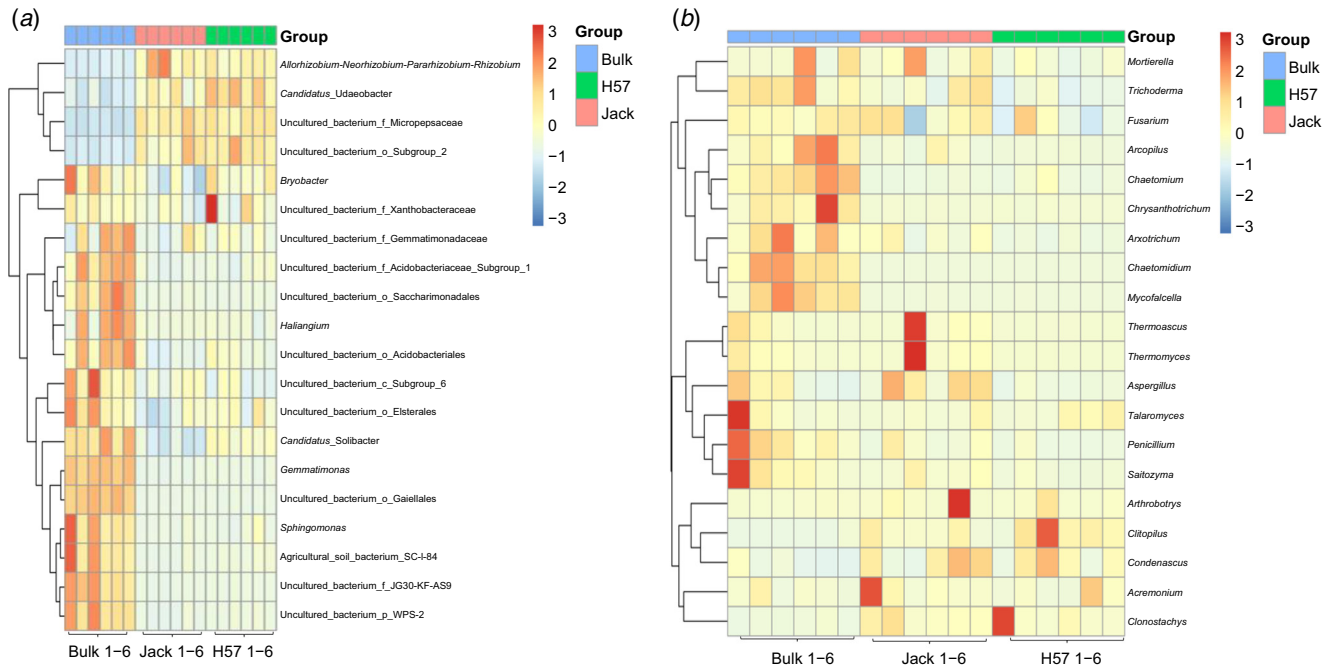 (a)
Group
Allorhizobium-Neorhizobium-Pararhizobium-Rhizobium
Candidatus_Udaeobacter
Uncultured_bacterium_f_Micropepsaceae
Uncultured_bacterium_o_Subgroup_2
Bryobacter
Uncultured_bacterium_f_Xanthobacteraceae
Uncultured_bacterium_f_Gemmatimonadaceae
Uncultured_bacterium_f_Acidobacteriaceae_Subgroup_1
Uncultured_bacterium_o_Saccharimonadales
Haliangium
Uncultured_bacterium_o_Acidobacteriales
Uncultured_bacterium_c_Subgroup_6
Uncultured_bacterium_o_Elsterales
Candidatus_Solibacter
Gemmatimonas
Uncultured_bacterium_o_Gaiellales
Sphingomonas
Agricultural_soil_bacterium_SC-I-84
Uncultured_bacterium_f_JG30-KF-AS9
Uncultured_bacterium_p_WPS-2
Bulk 1–6 Jack 1–6 H57 1–6
Group
Bulk
H57
Jack
3
2
1
0
−1
−2
−3
(b)
Group
Mortierella
Trichoderma
Fusarium
Arcopilus
Chaetomium
Chrysanthotrichum
Arxotrichum
Chaetomidium
Mycofalcella
Thermoascus
Thermomyces
Aspergillus
Talaromyces
Penicillium
Saitozyma
Arthrobotrys
Clitopilus
Condenascus
Acremonium
Clonostachys
Bulk 1–6 Jack 1–6 H57 1–6
Group
Bulk
H57
Jack
3
2
1
0
−1
−2
−3